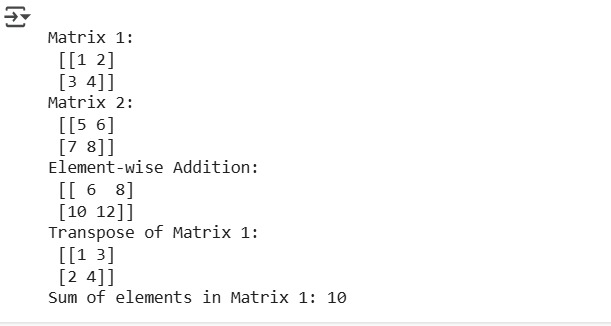 Matrix 1:
 [[1 2]
 [3 4]]
Matrix 2:
 [[5 6]
 [7 8]]
Element-wise Addition:
 [[ 6  8]
 [10 12]]
Transpose of Matrix 1:
 [[1 3]
 [2 4]]
Sum of elements in Matrix 1: 10